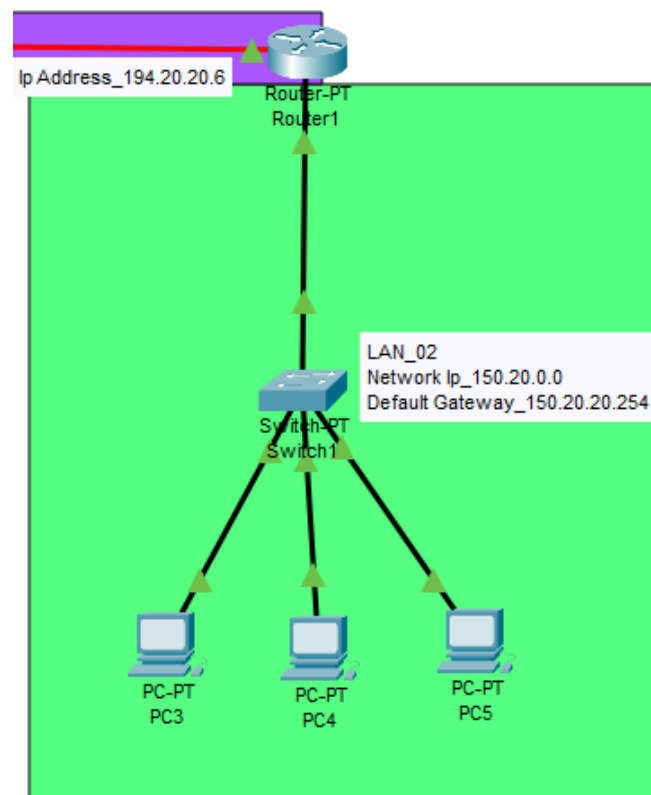 Ip Address_194.20.20.6
Router-PT
Router1
LAN_02
Network Ip_150.20.0.0
Default Gateway_150.20.20.254
Switch-PT
Switch1
PC-PT
PC3
PC-PT
PC4
PC-PT
PC5